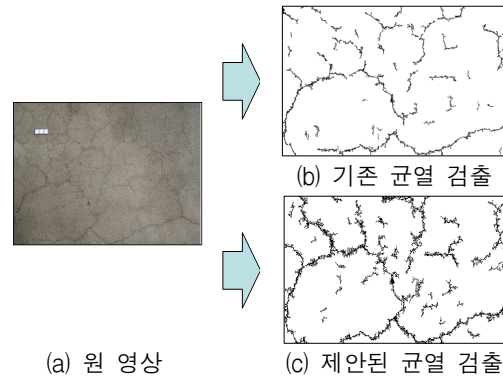 (b) 기존 균열 검출
(a) 원 영상
(c) 제안된 균열 검출